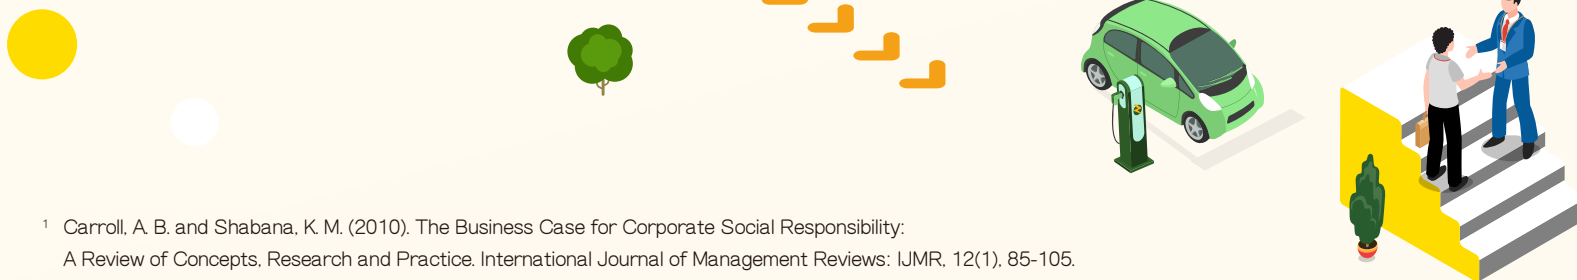 1 Carroll, A. B. and Shabana, K. M. (2010). The Business Case for Corporate Social Responsibility:
A Review of Concepts, Research and Practice. International Journal of Management Reviews: IJMR, 12(1), 85-105.